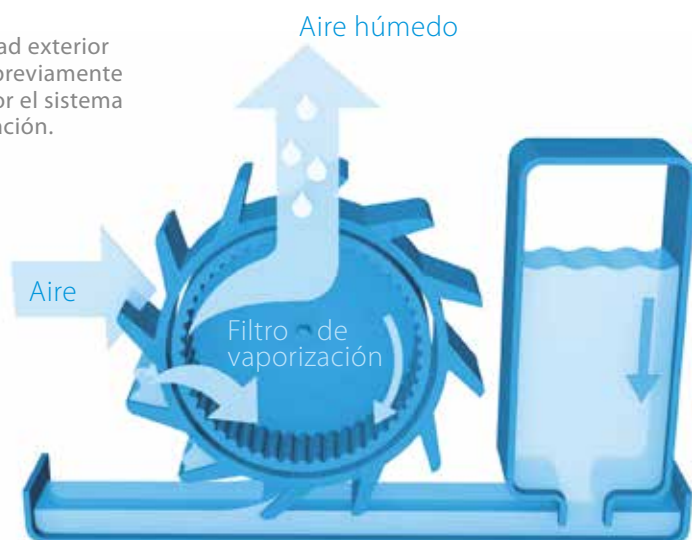 Aire húmedo
ad exterior
previamente
or el sistema
ación.
Aire
Filtro de
vaporización